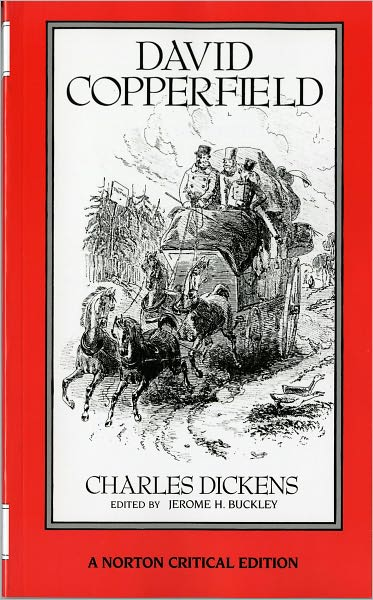 DAVID
COPPERFIELD
CHARLES DICKENS
EDITED BY JEROME H. BUCKLEY
A NORTON CRITICAL EDITION